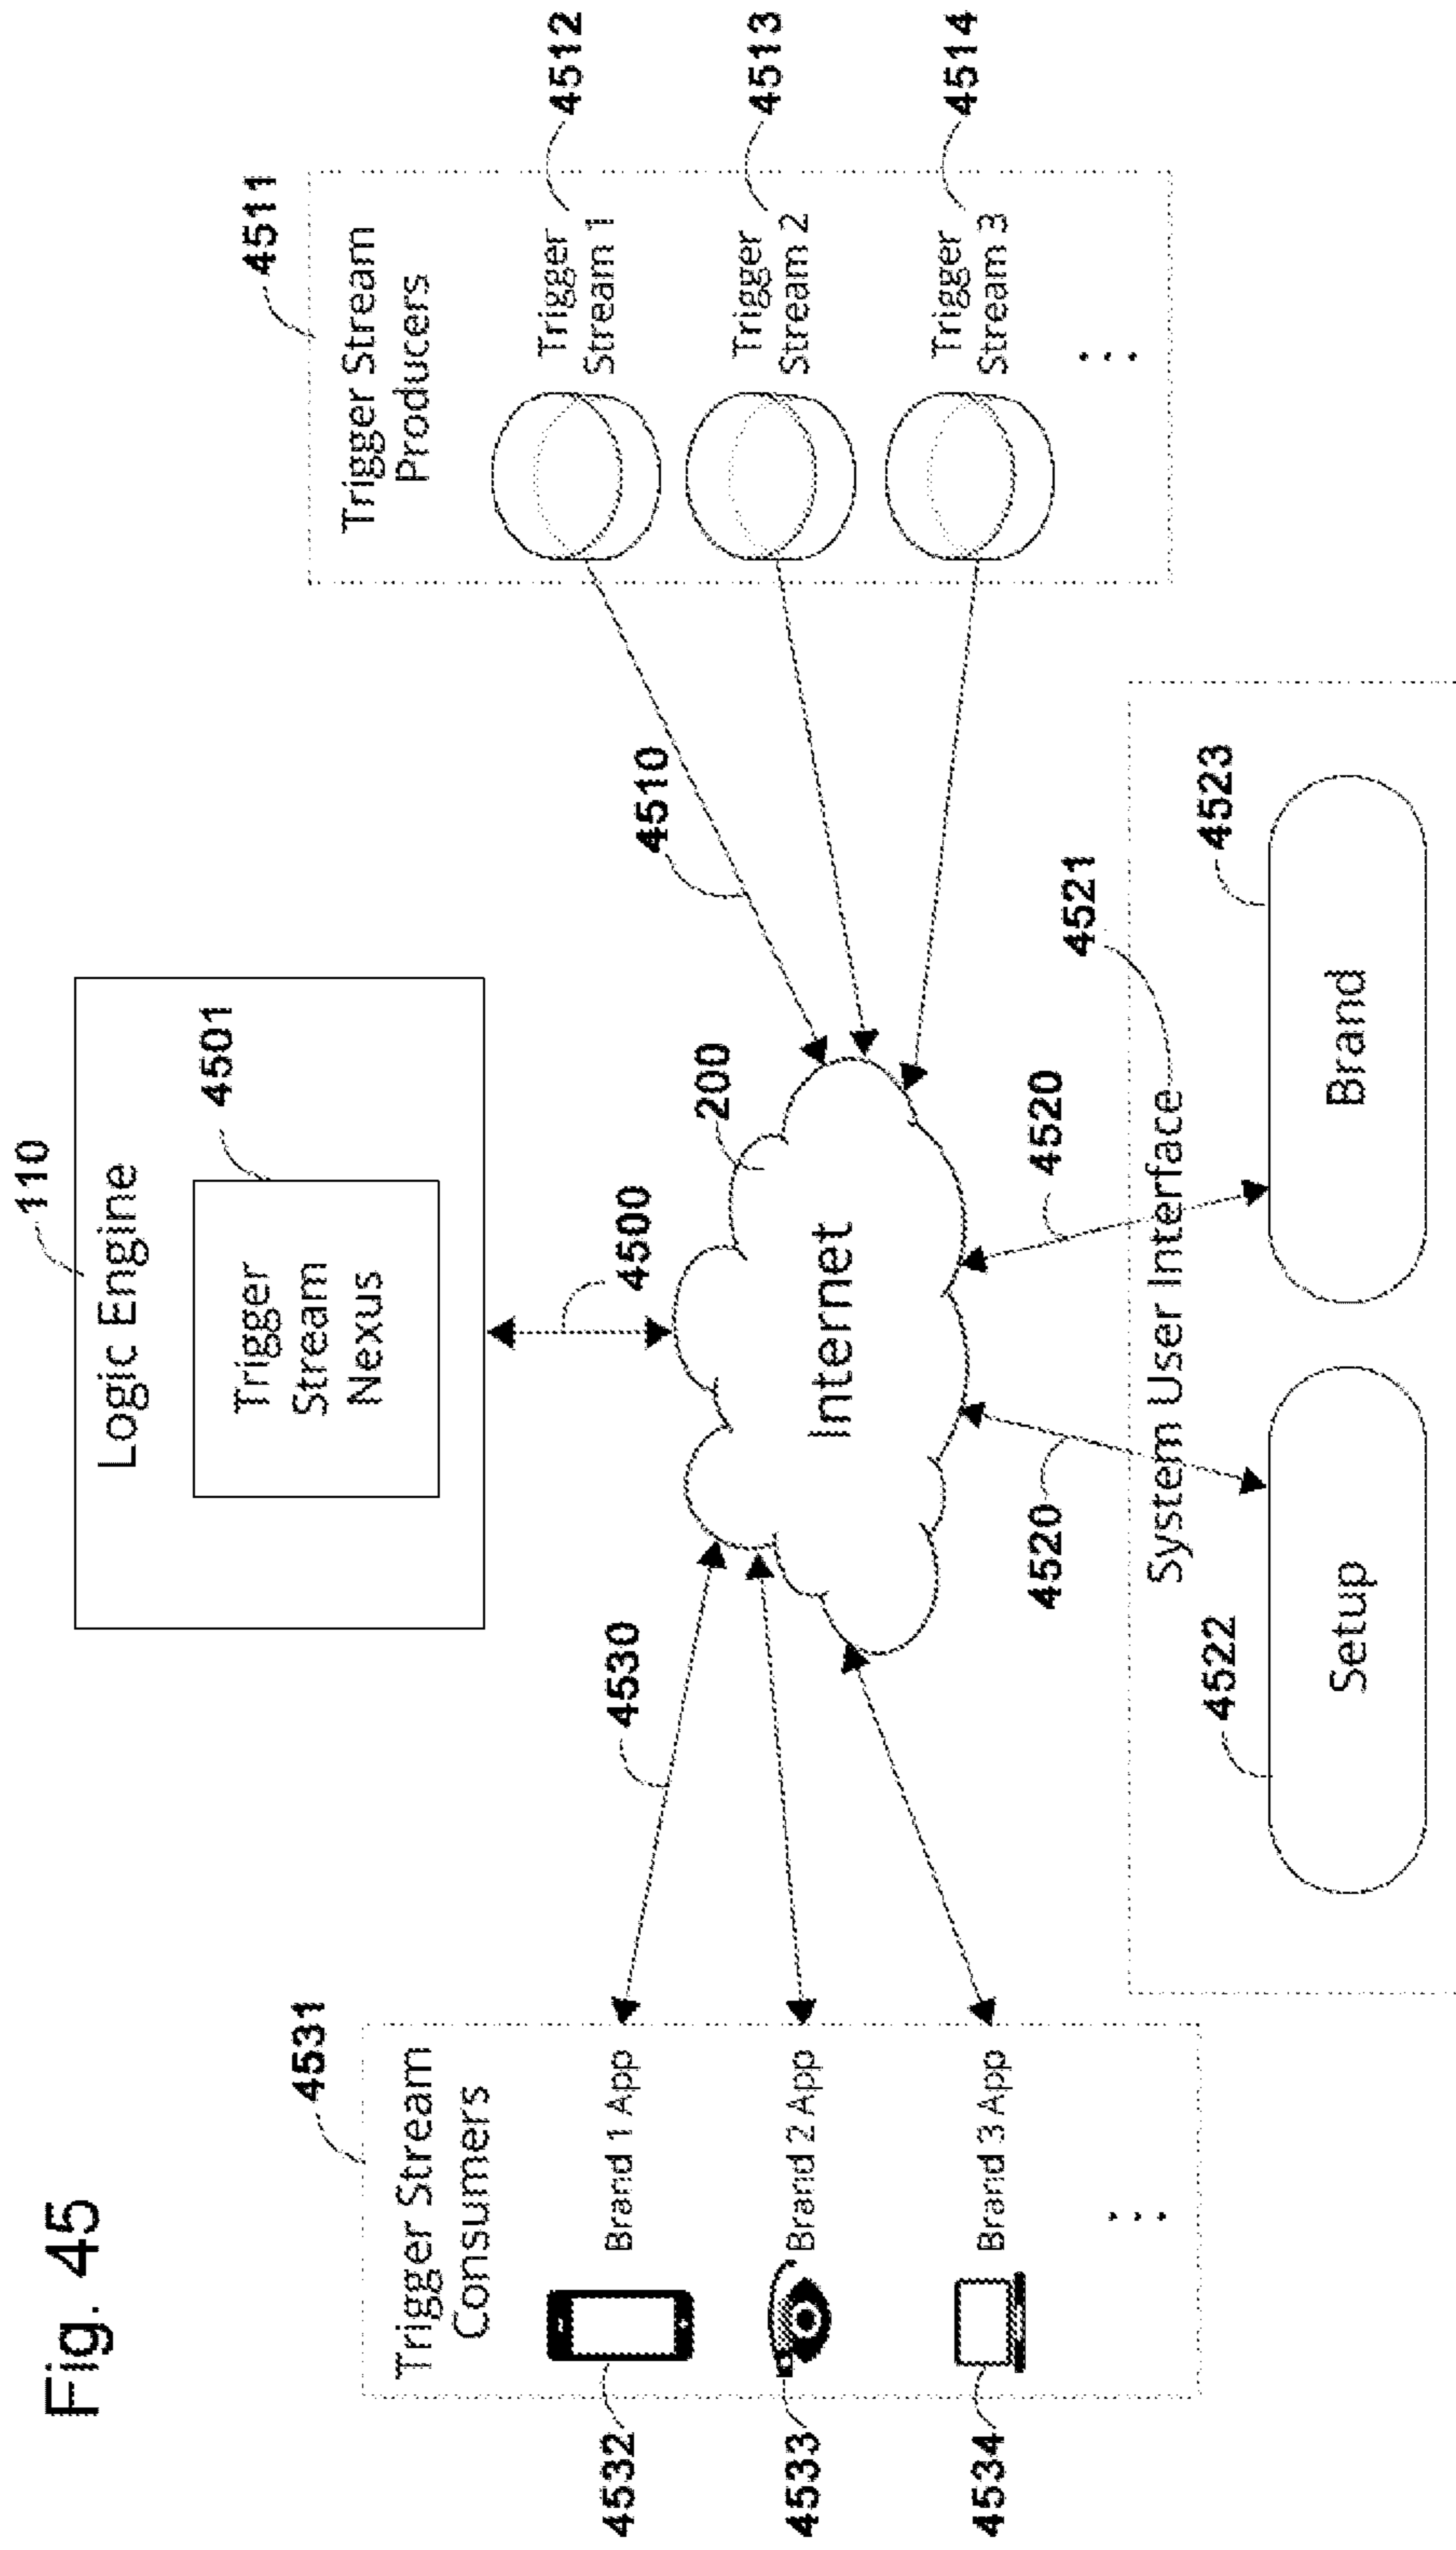 Fig. 45
110
Logic Engine
4501
Trigger
Stream
Nexus
4500
200
Internet
4531
Trigger Stream
Consumers
4532
Brand 1 App
4533
Brand 2 App
4534
Brand 3 App
...
4530
4511
Trigger Stream
Producers
Trigger
Stream 1
4512
Trigger
Stream 2
4513
Trigger
Stream 3
4514
...
4510
4520
4520
System User Interface
4521
4522
Setup
4523
Brand